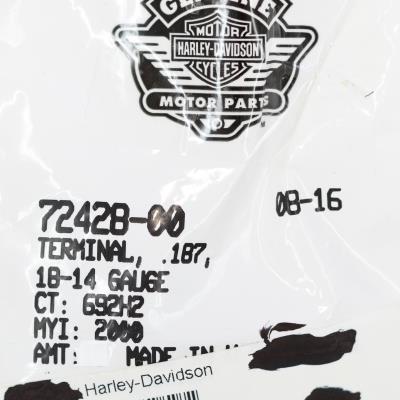 GENUINE
MOTOR
HARLEY-DAVIDSON
CYCLES
MOTOR PARTS
72428-00 08-16
TERMINAL, .187,
18-14 GAUGE
CT: 692H2
MYI: 2000
AMT: MADE IN
Harley-Davidson